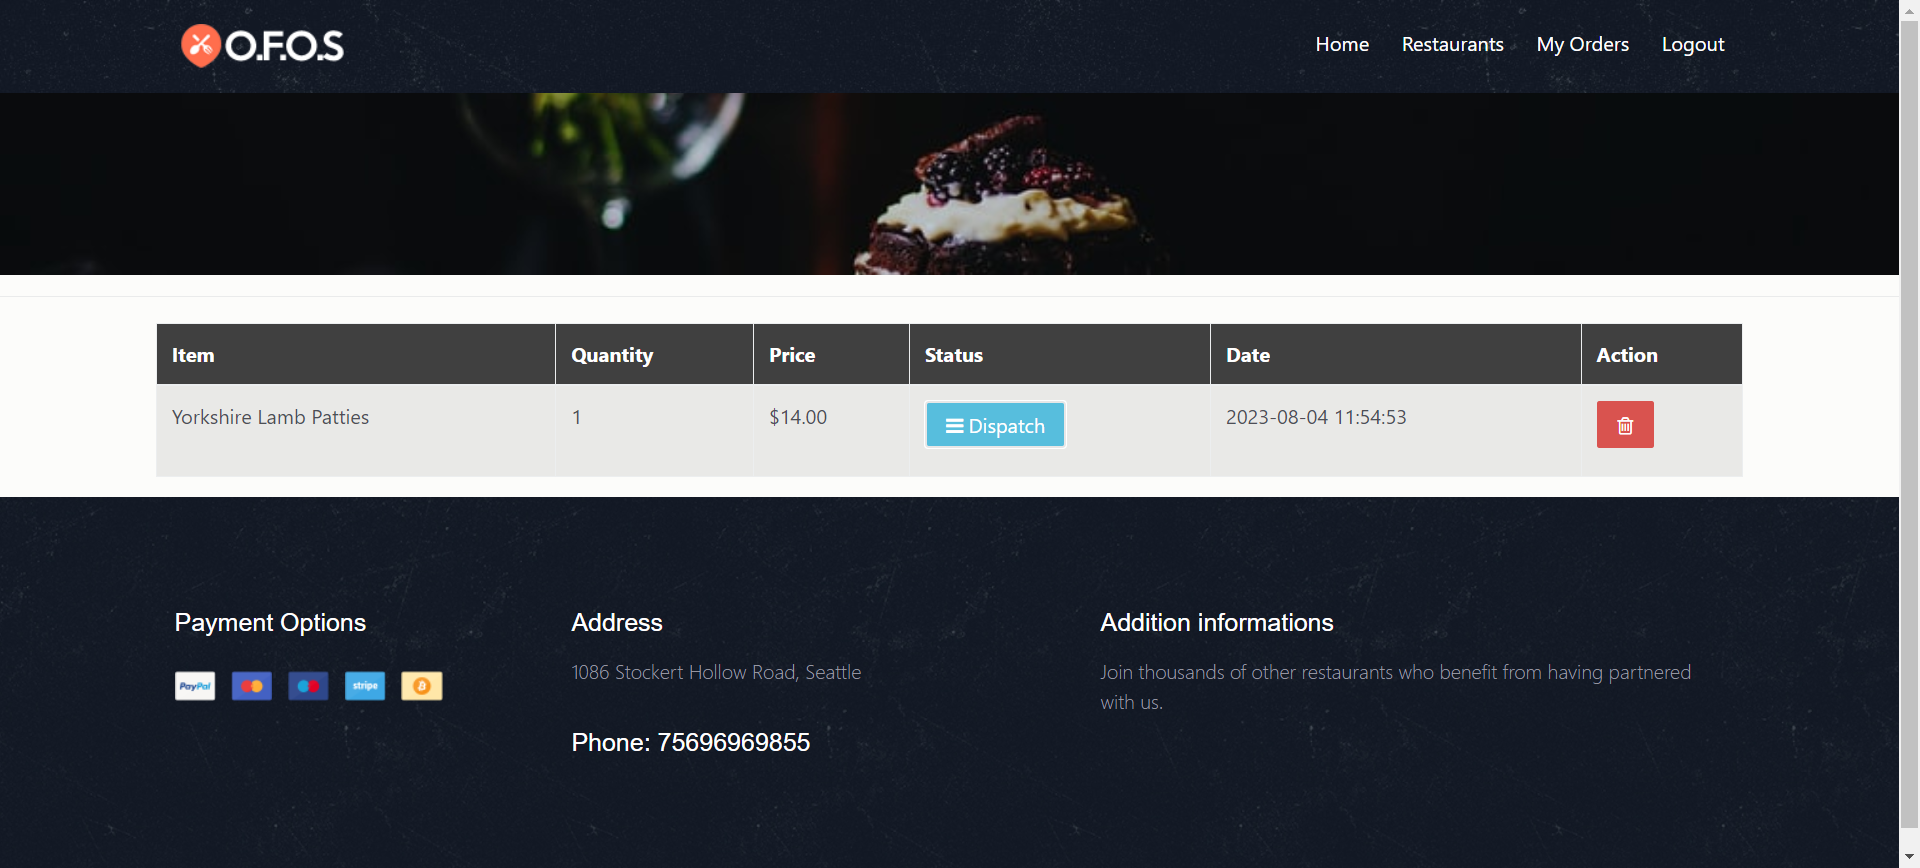 O.F.O.S
Home Restaurants My Orders Logout
Item Quantity Price Status Date Action
Yorkshire Lamb Patties 1 $14.00 Dispatch 2023-08-04 11:54:53
Payment Options
PayPal stripe
Address
1086 Stockert Hollow Road, Seattle
Phone: 75696969855
Addition informations
Join thousands of other restaurants who benefit from having partnered
with us.